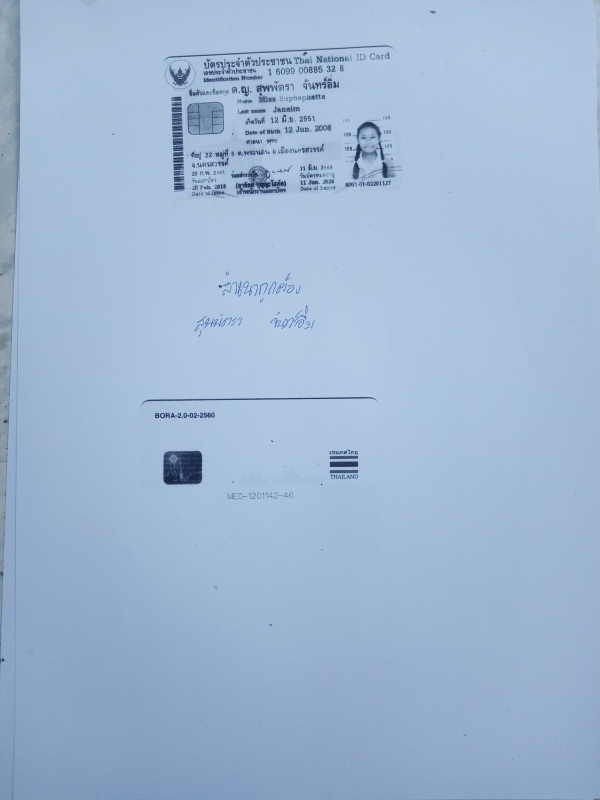 บัตรประจำตัวประชาชน Thai National ID Card
เลขประจำตัวประชาชน
Identification Number
1 6099 00885 32 8
ชื่อตัวและชื่อสกุล ด.ญ. สุพพัตรา จันทร์อิ่ม
Name Miss Suphaphatta
Last name Janaim
เกิดวันที่ 12 มิ.ย. 2551
Date of Birth 12 Jun. 2008
ศาสนา พุทธ
ที่อยู่ 22 หมู่ที่ 5 ต.พระนอน อ.เมืองนครสวรรค์
จ.นครสวรรค์
20 ก.พ. 2561
วันออกบัตร
20 Feb. 2018
Date of Issue
เจ้าพนักงานออกบัตร
11 มิ.ย. 2569
วันบัตรหมดอายุ
11 Jun. 2026
Date of Expiry
6001-01-02201127
สำเนาถูกต้อง
สุพพัตรา จันทร์อิ่ม
BORA-2.0-02-2560
ประเทศไทย
THAILAND
ME0-1201142-46